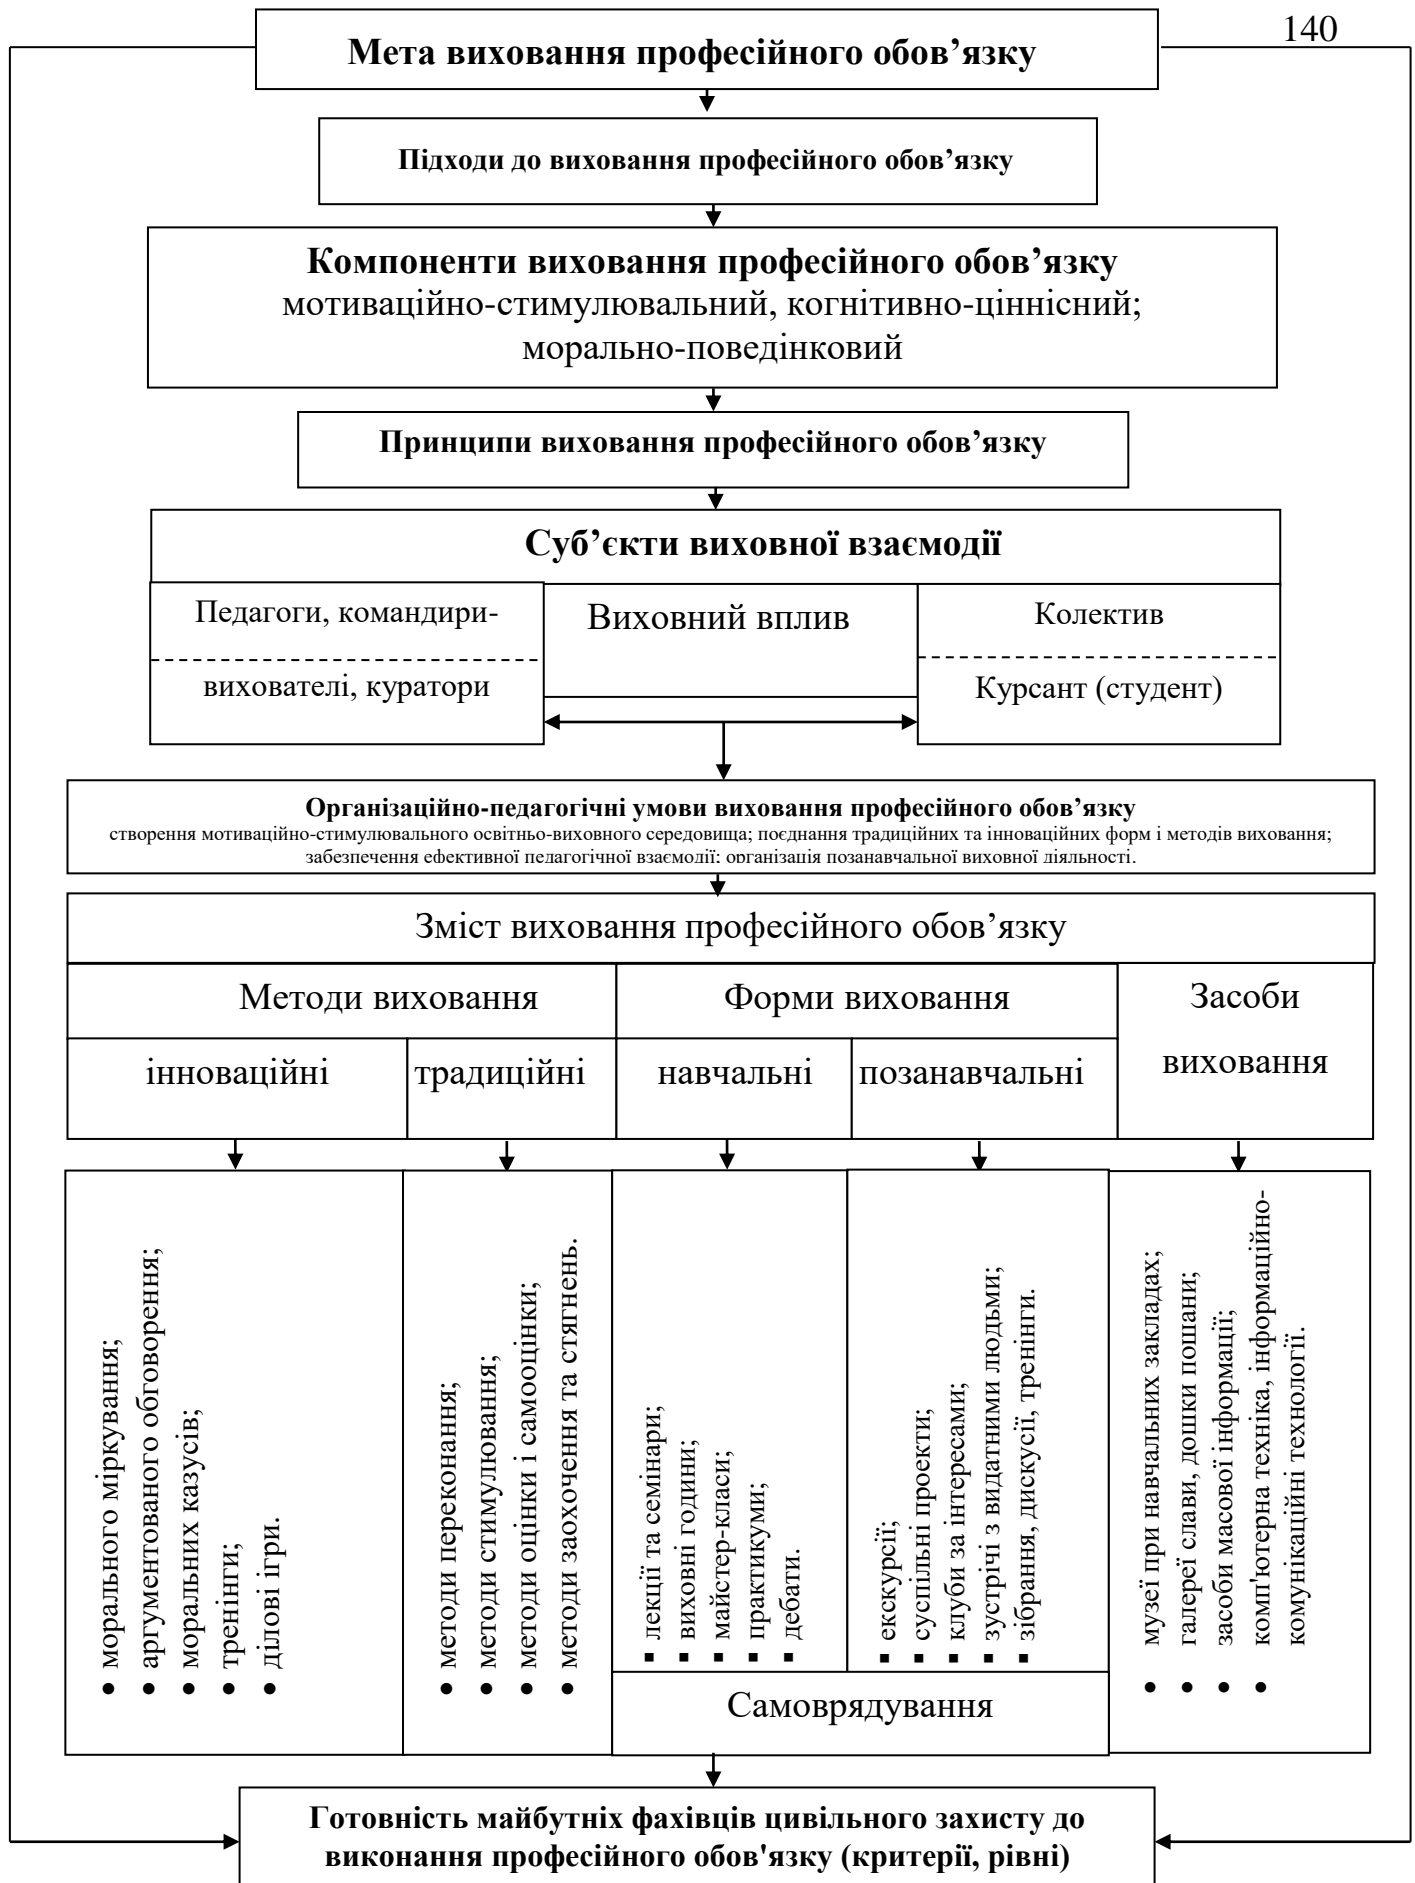 140
Мета виховання професійного обов’язку
Підходи до виховання професійного обов’язку
Компоненти виховання професійного обов’язку
мотиваційно-стимулювальний, когнітивно-ціннісний;
морально-поведінковий
Принципи виховання професійного обов’язку
Суб’єкти виховної взаємодії
Педагоги, командири-
вихователі, куратори
Виховний вплив
Колектив
Курсант (студент)
Організаційно-педагогічні умови виховання професійного обов’язку
створення мотиваційно-стимулювального освітньо-виховного середовища; поєднання традиційних та інноваційних форм і методів виховання;
забезпечення ефективної педагогічної взаємодії; організація позанавчальної виховної діяльності.
Зміст виховання професійного обов’язку
Методи виховання
Форми виховання
Засоби
виховання
інноваційні
традиційні
навчальні
позанавчальні
• морального міркування;
• аргументованого обговорення;
• моральних казусів;
• тренінги;
• ділові ігри.
• методи переконання;
• методи стимулювання;
• методи оцінки і самооцінки;
• методи заохочення та стягнень.
▪ лекції та семінари;
▪ виховні години;
▪ майстер-класи;
▪ практикуми;
▪ дебати.
▪ екскурсії;
▪ суспільні проекти;
▪ клуби за інтересами;
▪ зустрічі з видатними людьми;
▪ зібрання, дискусії, тренінги.
• музеї при навчальних закладах;
• галереї слави, дошки пошани;
• засоби масової інформації;
• комп'ютерна техніка, інформаційно-
комунікаційні технології.
Самоврядування
Готовність майбутніх фахівців цивільного захисту до
виконання професійного обов'язку (критерії, рівні)